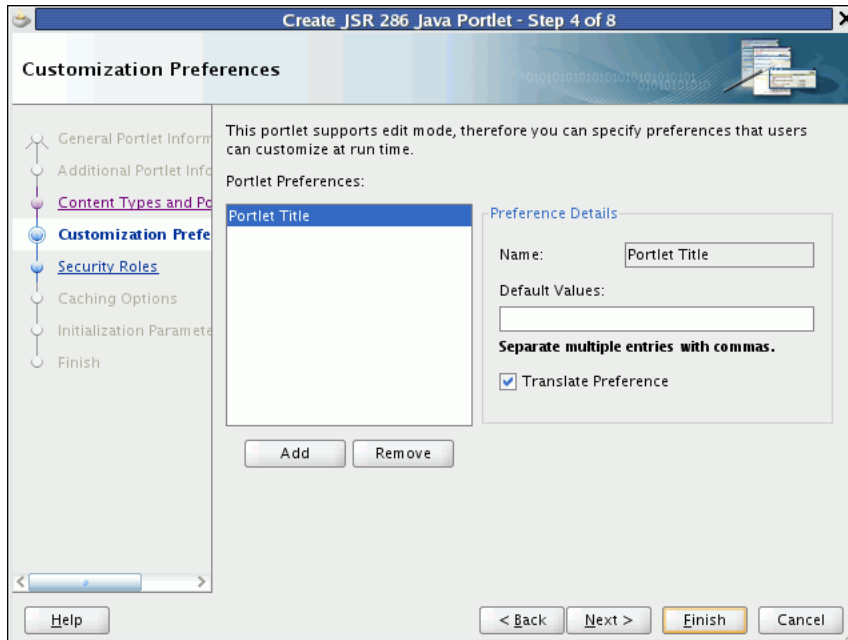 Create JSR 286 Java Portlet - Step 4 of 8
Customization Preferences
General Portlet Inform
Additional Portlet Info
Content Types and Po
Customization Prefe
Security Roles
Caching Options
Initialization Paramete
Finish
This portlet supports edit mode, therefore you can specify preferences that users
can customize at run time.
Portlet Preferences:
Portlet Title
Add
Remove
Preference Details
Name:
Portlet Title
Default Values:
Separate multiple entries with commas.
Translate Preference
Help
< Back
Next >
Finish
Cancel